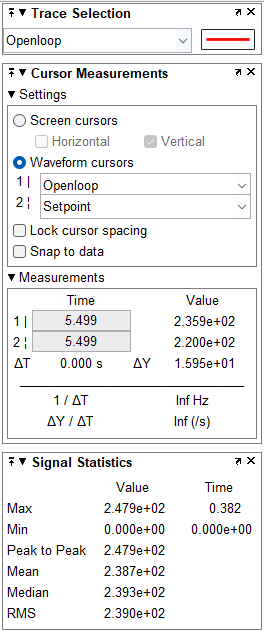 Trace Selection
Openloop
Cursor Measurements
Settings
Screen cursors
Horizontal Vertical
Waveform cursors
1 | Openloop
2 ¦ Setpoint
Lock cursor spacing
Snap to data
Measurements
Time Value
1 | 5.499 2.359e+02
2 ¦ 5.499 2.200e+02
ΔT 0.000 s ΔY 1.595e+01
1 / ΔT Inf Hz
ΔY / ΔT Inf (/s)
Signal Statistics
Value Time
Max 2.479e+02 0.382
Min 0.000e+00 0.000e+00
Peak to Peak 2.479e+02
Mean 2.387e+02
Median 2.393e+02
RMS 2.390e+02